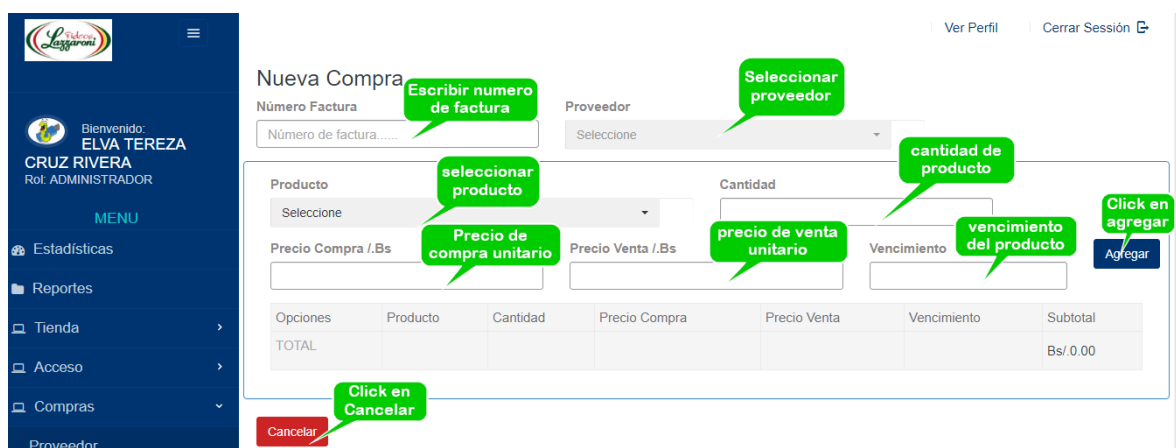 Fideos
Lazzaroni
Ver Perfil
Cerrar Sessión
Nueva Compra
Escribir numero
de factura
Seleccionar
proveedor
Número Factura
Proveedor
Número de factura......
Seleccione
Bienvenido:
ELVA TEREZA
CRUZ RIVERA
Rol: ADMINISTRADOR
MENU
Estadísticas
Reportes
Tienda
Acceso
Compras
Proveedor
seleccionar
producto
cantidad de
producto
Producto
Cantidad
Seleccione
Click en
agregar
Precio de
compra unitario
precio de venta
unitario
vencimiento
del producto
Precio Compra /.Bs
Precio Venta /.Bs
Vencimiento
Agregar
Opciones Producto Cantidad Precio Compra Precio Venta Vencimiento Subtotal
TOTAL Bs/.0.00
Click en
Cancelar
Cancelar